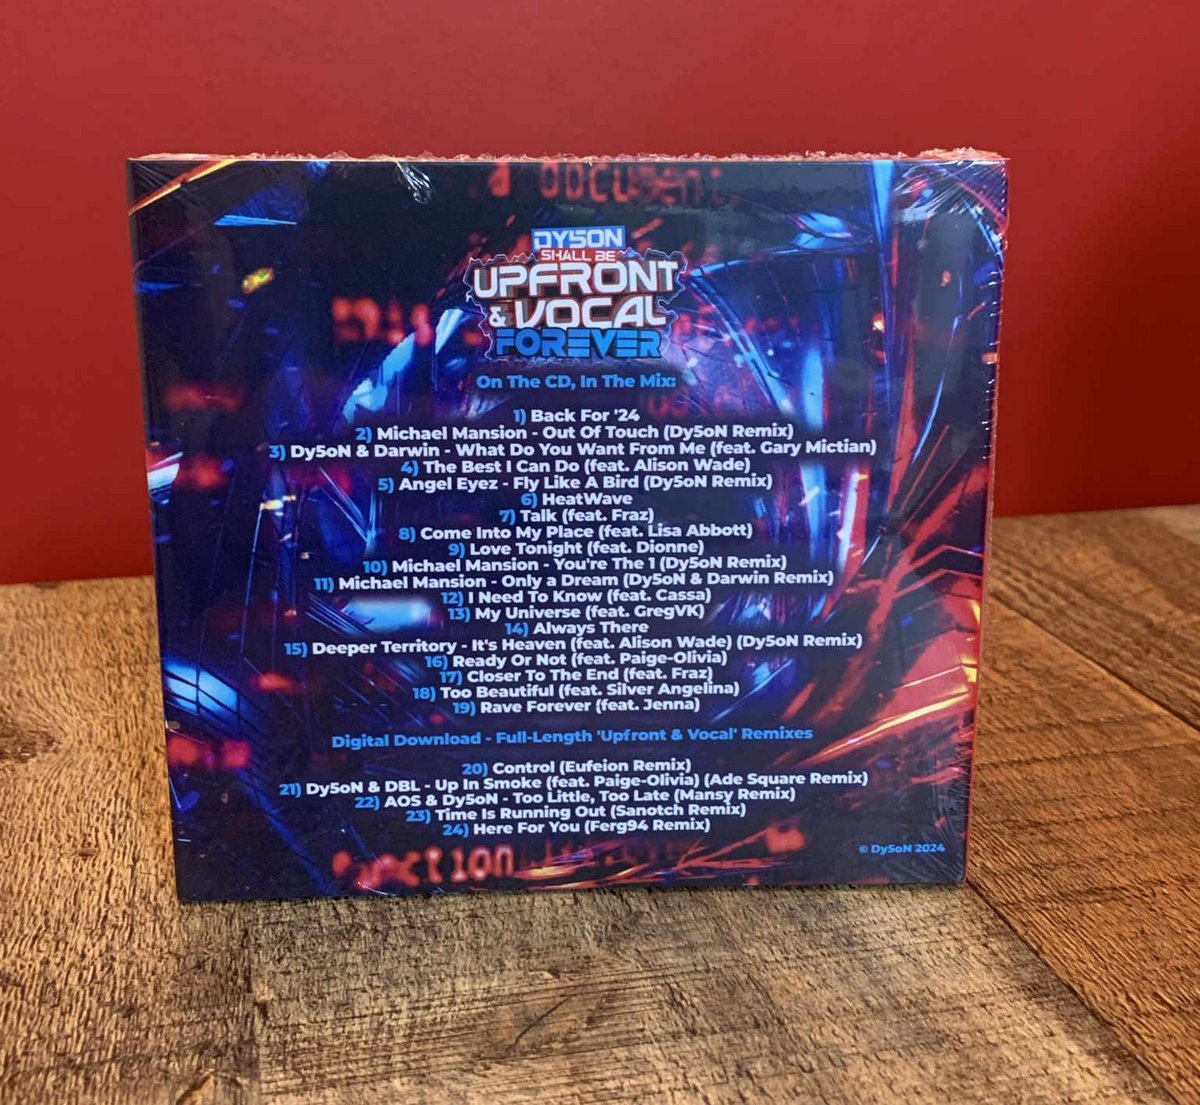 document
DY5ON
SHALL BE
UPFRONT
& VOCAL
FOREVER
On The CD, In The Mix:
1) Back For '24
2) Michael Mansion - Out Of Touch (Dy5oN Remix)
3) Dy5oN & Darwin - What Do You Want From Me (feat. Gary Mictian)
4) The Best I Can Do (feat. Alison Wade)
5) Angel Eyez - Fly Like A Bird (Dy5oN Remix)
6) HeatWave
7) Talk (feat. Fraz)
8) Come Into My Place (feat. Lisa Abbott)
9) Love Tonight (feat. Dionne)
10) Michael Mansion - You're The 1 (Dy5oN Remix)
11) Michael Mansion - Only a Dream (Dy5oN & Darwin Remix)
12) I Need To Know (feat. Cassa)
13) My Universe (feat. GregVK)
14) Always There
15) Deeper Territory - It's Heaven (feat. Alison Wade) (Dy5oN Remix)
16) Ready Or Not (feat. Paige-Olivia)
17) Closer To The End (feat. Fraz)
18) Too Beautiful (feat. Silver Angelina)
19) Rave Forever (feat. Jenna)
Digital Download - Full-Length 'Upfront & Vocal' Remixes
20) Control (Eufeion Remix)
21) Dy5oN & DBL - Up In Smoke (feat. Paige-Olivia) (Ade Square Remix)
22) AOS & Dy5oN - Too Little, Too Late (Mansy Remix)
23) Time Is Running Out (Sanotch Remix)
24) Here For You (Ferg94 Remix)
© Dy5oN 2024